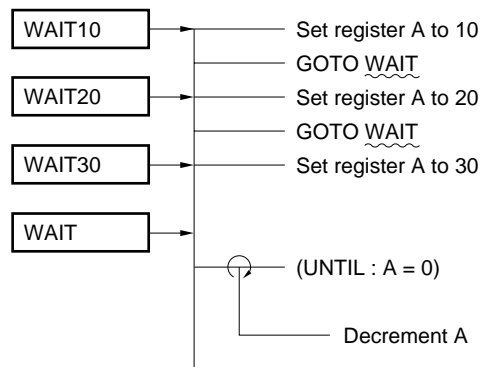 WAIT10
Set register A to 10
GOTO WAIT
WAIT20
Set register A to 20
GOTO WAIT
WAIT30
Set register A to 30
WAIT
(UNTIL : A = 0)
Decrement A